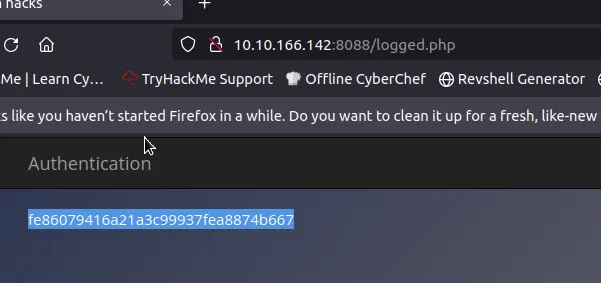 hacks
10.10.166.142:8088/logged.php
Me | Learn Cy… TryHackMe Support Offline CyberChef Revshell Generator
s like you haven’t started Firefox in a while. Do you want to clean it up for a fresh, like-new
Authentication
fe86079416a21a3c99937fea8874b667